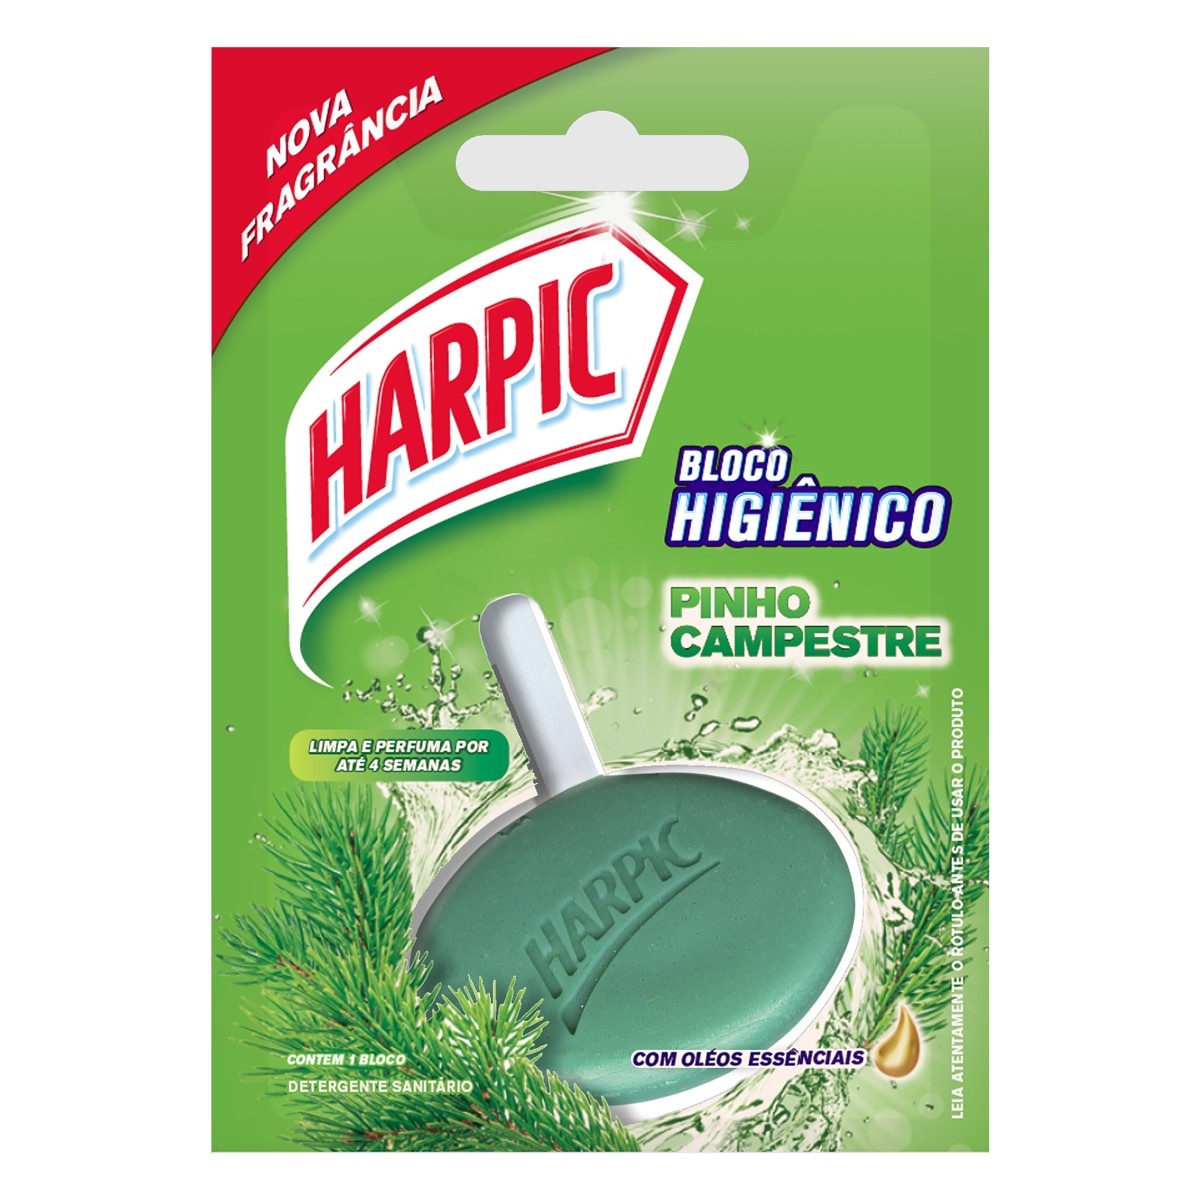 NOVA
FRAGRÂNCIA
HARPIC
BLOCO
HIGIÊNICO
PINHO
CAMPESTRE
LIMPA E PERFUMA POR
ATÉ 4 SEMANAS
HARPIC
CONTEM 1 BLOCO
DETERGENTE SANITÁRIO
COM OLÉOS ESSÊNCIAIS
LEIA ATENTAMENTE O RÓTULO ANTES DE USAR O PRODUTO